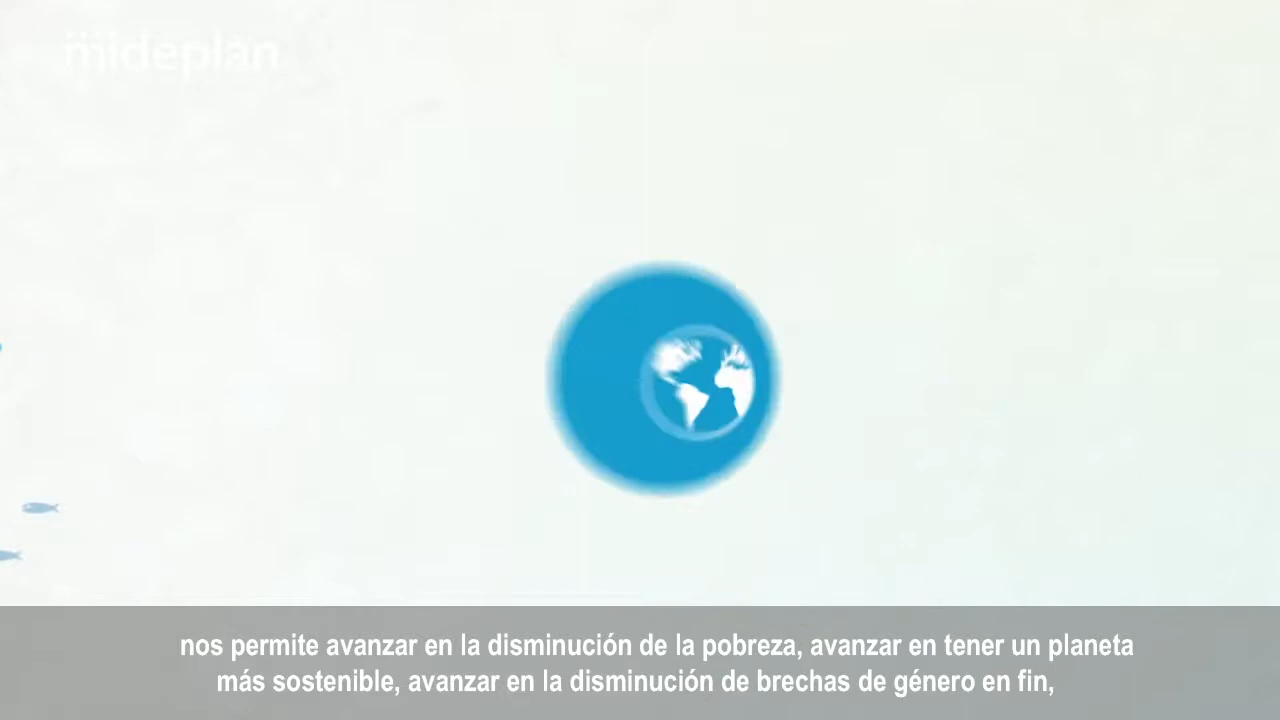 mideplan
nos permite avanzar en la disminución de la pobreza, avanzar en tener un planeta
más sostenible, avanzar en la disminución de brechas de género en fin,